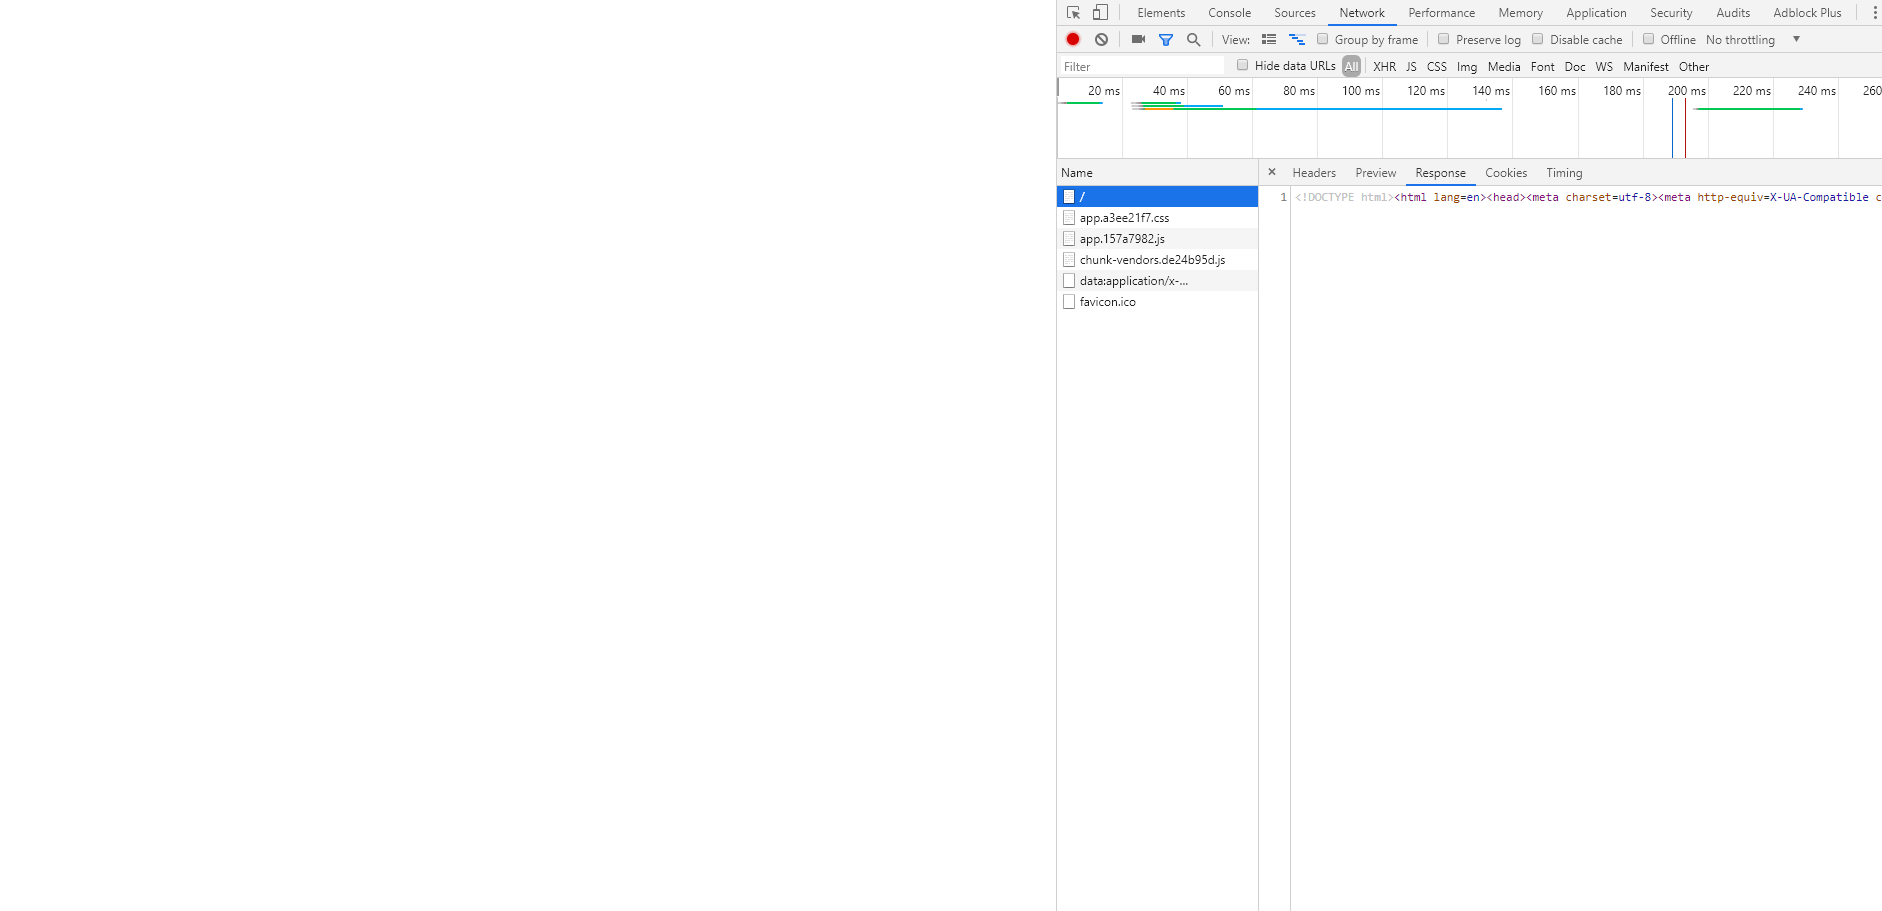 Elements Console Sources Network Performance Memory Application Security Audits Adblock Plus
View: Group by frame Preserve log Disable cache Offline No throttling
Filter Hide data URLs All XHR JS CSS Img Media Font Doc WS Manifest Other
20 ms 40 ms 60 ms 80 ms 100 ms 120 ms 140 ms 160 ms 180 ms 200 ms 220 ms 240 ms 260
Name × Headers Preview Response Cookies Timing
/
1 <!DOCTYPE html><html lang=en><head><meta charset=utf-8><meta http-equiv=X-UA-Compatible c
app.a3ee21f7.css
app.157a7982.js
chunk-vendors.de24b95d.js
data:application/x-...
favicon.ico